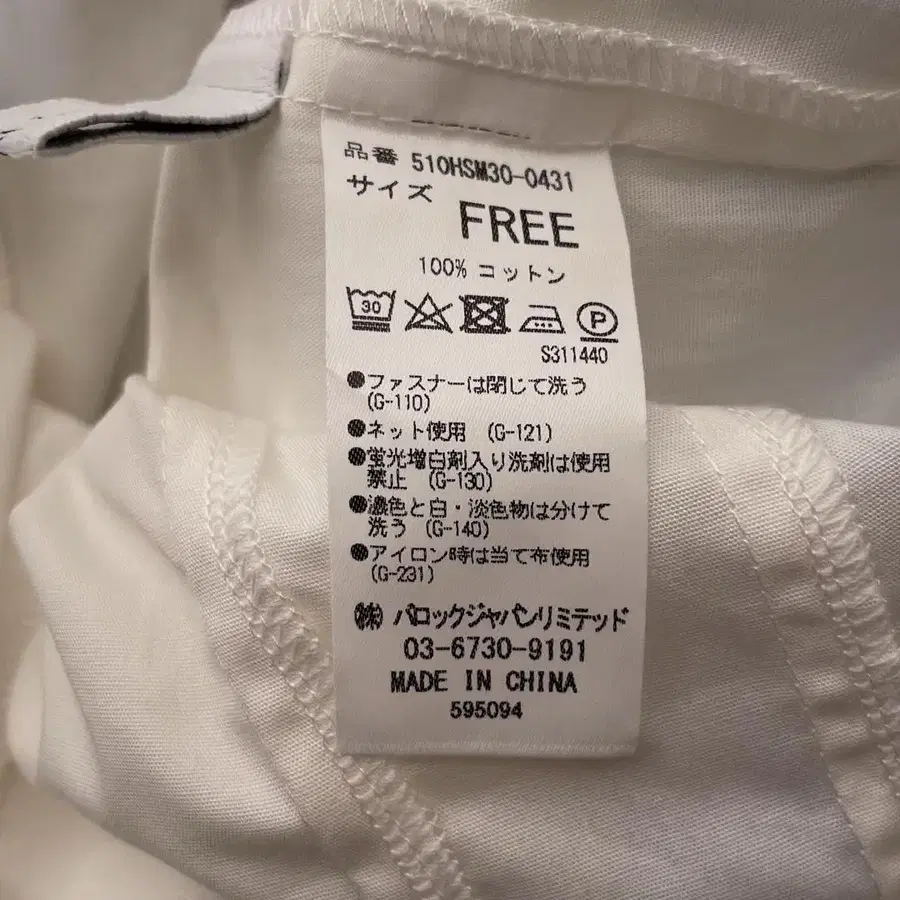 品番 510HSM30-0431
サイズ
FREE
100% コットン
30 P
S311440
●ファスナーは閉じて洗う
(G-110)
●ネット使用 (G-121)
●蛍光増白剤入り洗剤は使用
禁止 (G-130)
●濃色と白・淡色物は分けて
洗う (G-140)
●アイロン時は当て布使用
(G-231)
㈱ バロックジャパンリミテッド
03-6730-9191
MADE IN CHINA
595094